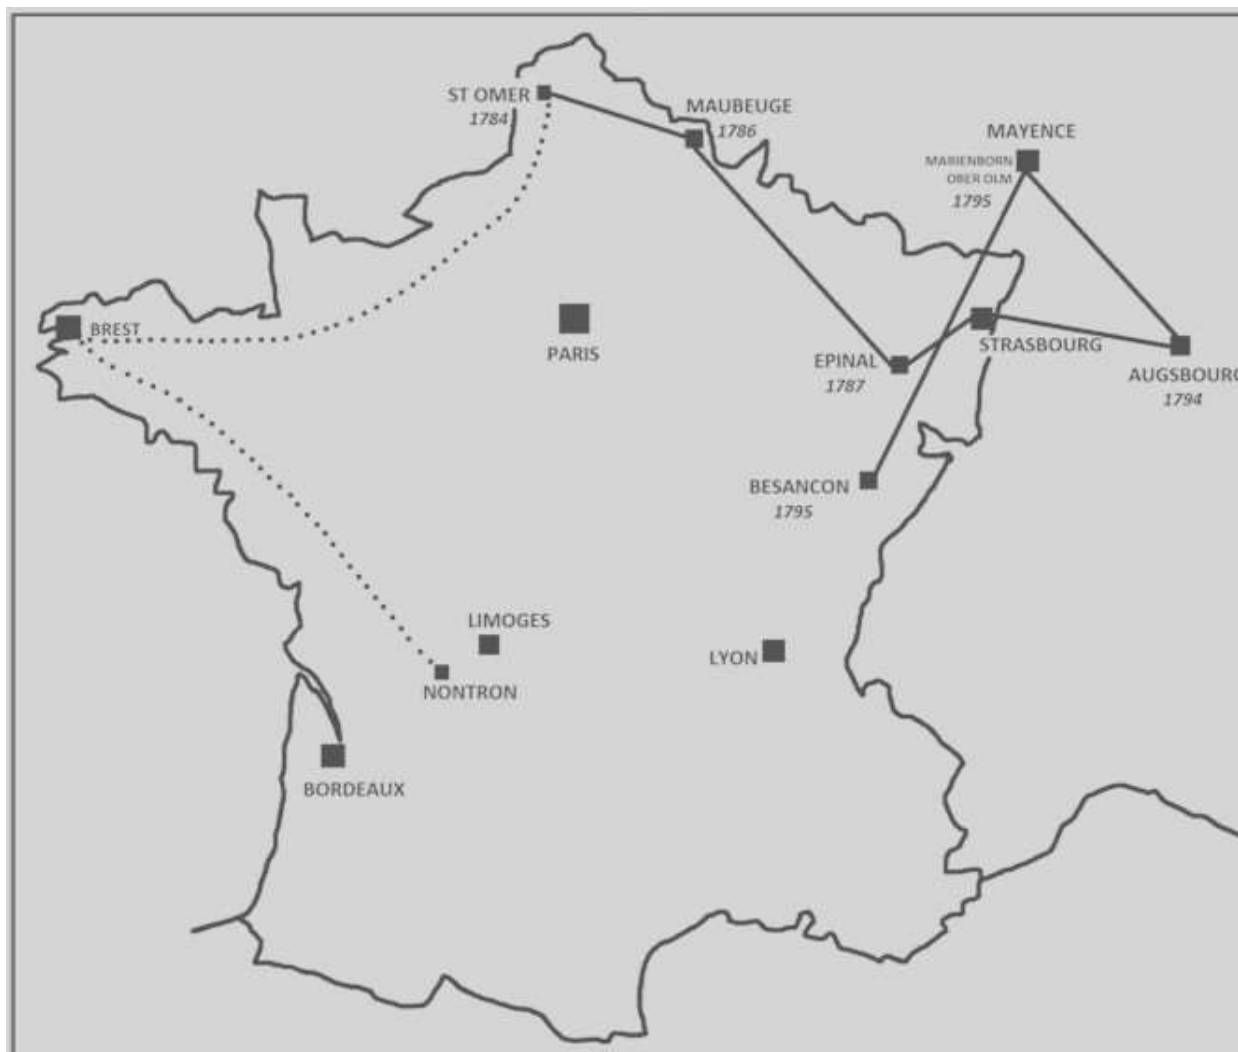 ST OMER
1784
MAUBEUGE
1786
MAYENCE
MARIENBORN
OBER OLM
1795
BREST
PARIS
STRASBOURG
EPINAL
1787
AUGSBOURG
1794
BESANCON
1795
LIMOGES
NONTRON
LYON
BORDEAUX